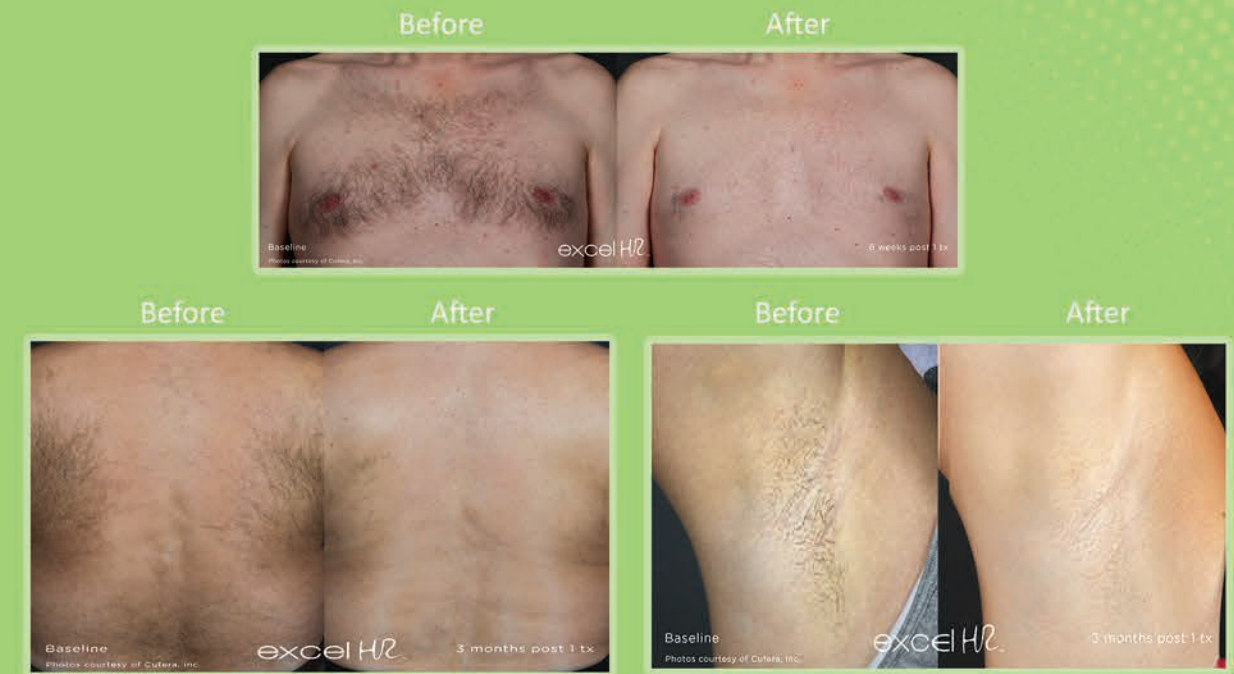 Before
After
Baseline
Photos courtesy of Cutera, Inc.
excel HR
8 weeks post 1 tx
Before
After
Before
After
Baseline
Photos courtesy of Cutera, Inc.
excel HR
3 months post 1 tx
Baseline
Photos courtesy of Cutera, Inc.
excel HR
3 months post 1 tx